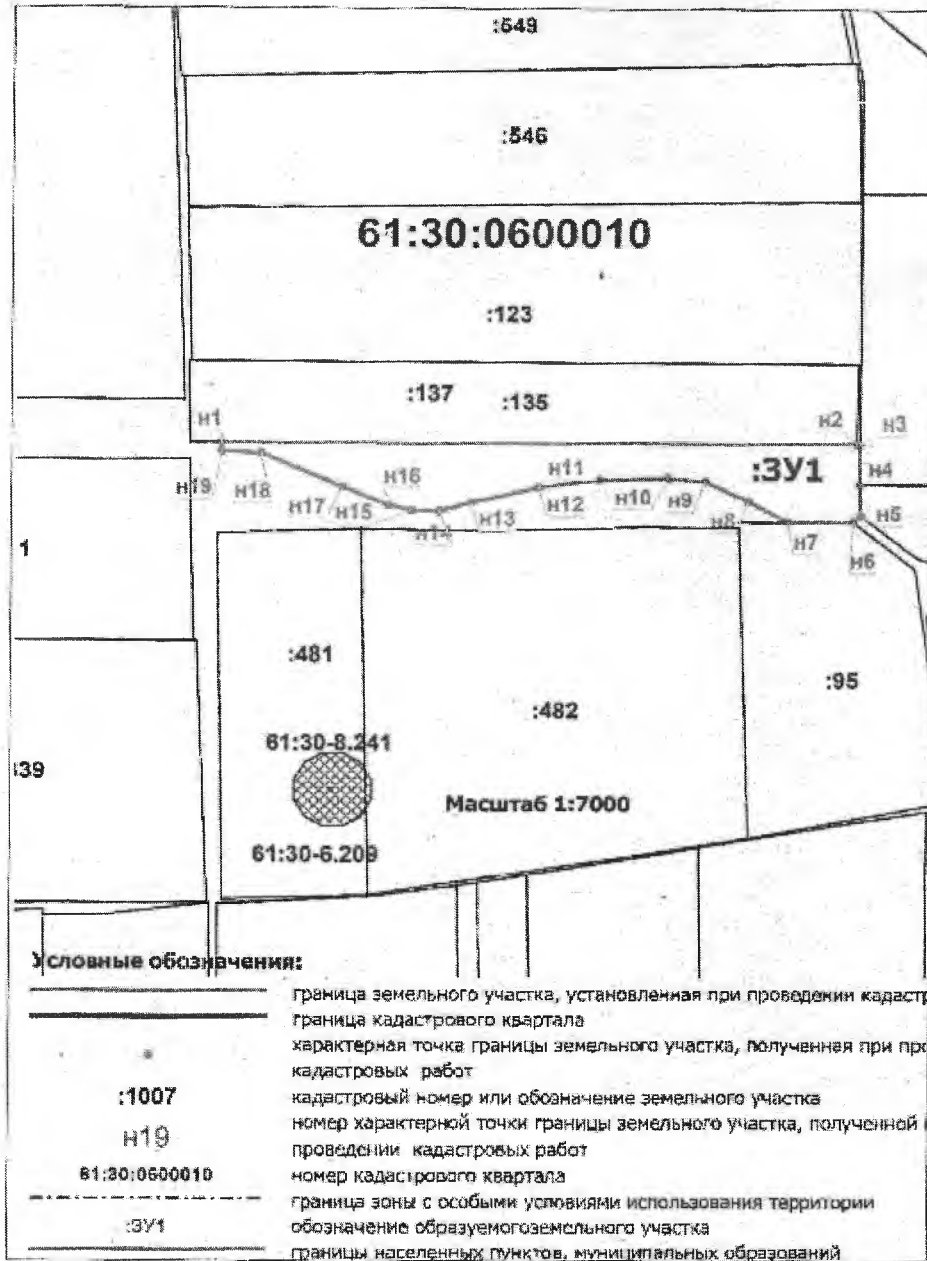 :549
:546
61:30:0600010
:123
:137
:135
н1
н2
н3
:ЗУ1
н4
н19
н18
н17
н16
н15
н14
н13
н12
н11
н10
н9
н8
н7
н6
н5
1
:481
:482
:95
61:30-8.241
39
Масштаб 1:7000
61:30-6.209
Условные обозначения:
граница земельного участка, установленная при проведении кадастр
граница кадастрового квартала
характерная точка границы земельного участка, полученная при про
кадастровых работ
:1007 кадастровый номер или обозначение земельного участка
н19 номер характерной точки границы земельного участка, полученной
проведении кадастровых работ
61:30:0600010 номер кадастрового квартала
граница зоны с особыми условиями использования территории
:ЗУ1 обозначение образуемогоземельного участка
границы населенных пунктов, муниципальных образований